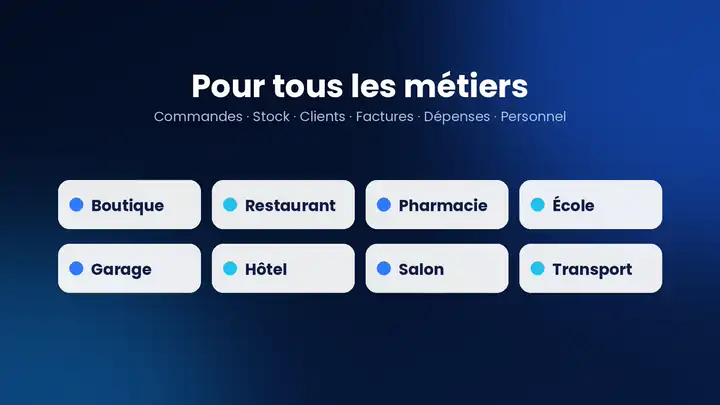 Pour tous les métiers
Commandes · Stock · Clients · Factures · Dépenses · Personnel
Boutique
Restaurant
Pharmacie
École
Garage
Hôtel
Salon
Transport